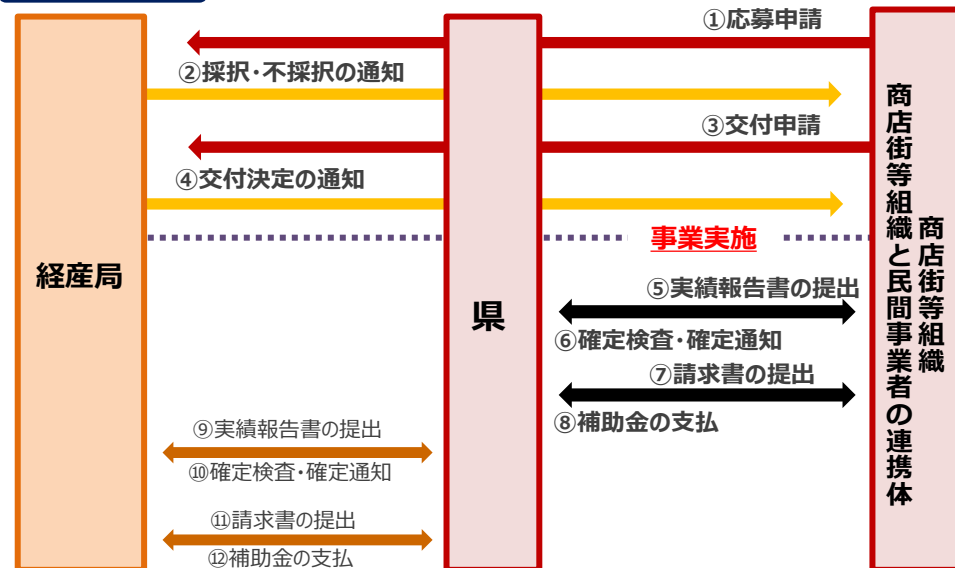 ①応募申請
②採択・不採択の通知
③交付申請
④交付決定の通知
事業実施
経産局
県
商店街等組織
商店街等組織と民間事業者の連携体
⑤実績報告書の提出
⑥確定検査・確定通知
⑦請求書の提出
⑧補助金の支払
⑨実績報告書の提出
⑩確定検査・確定通知
⑪請求書の提出
⑫補助金の支払